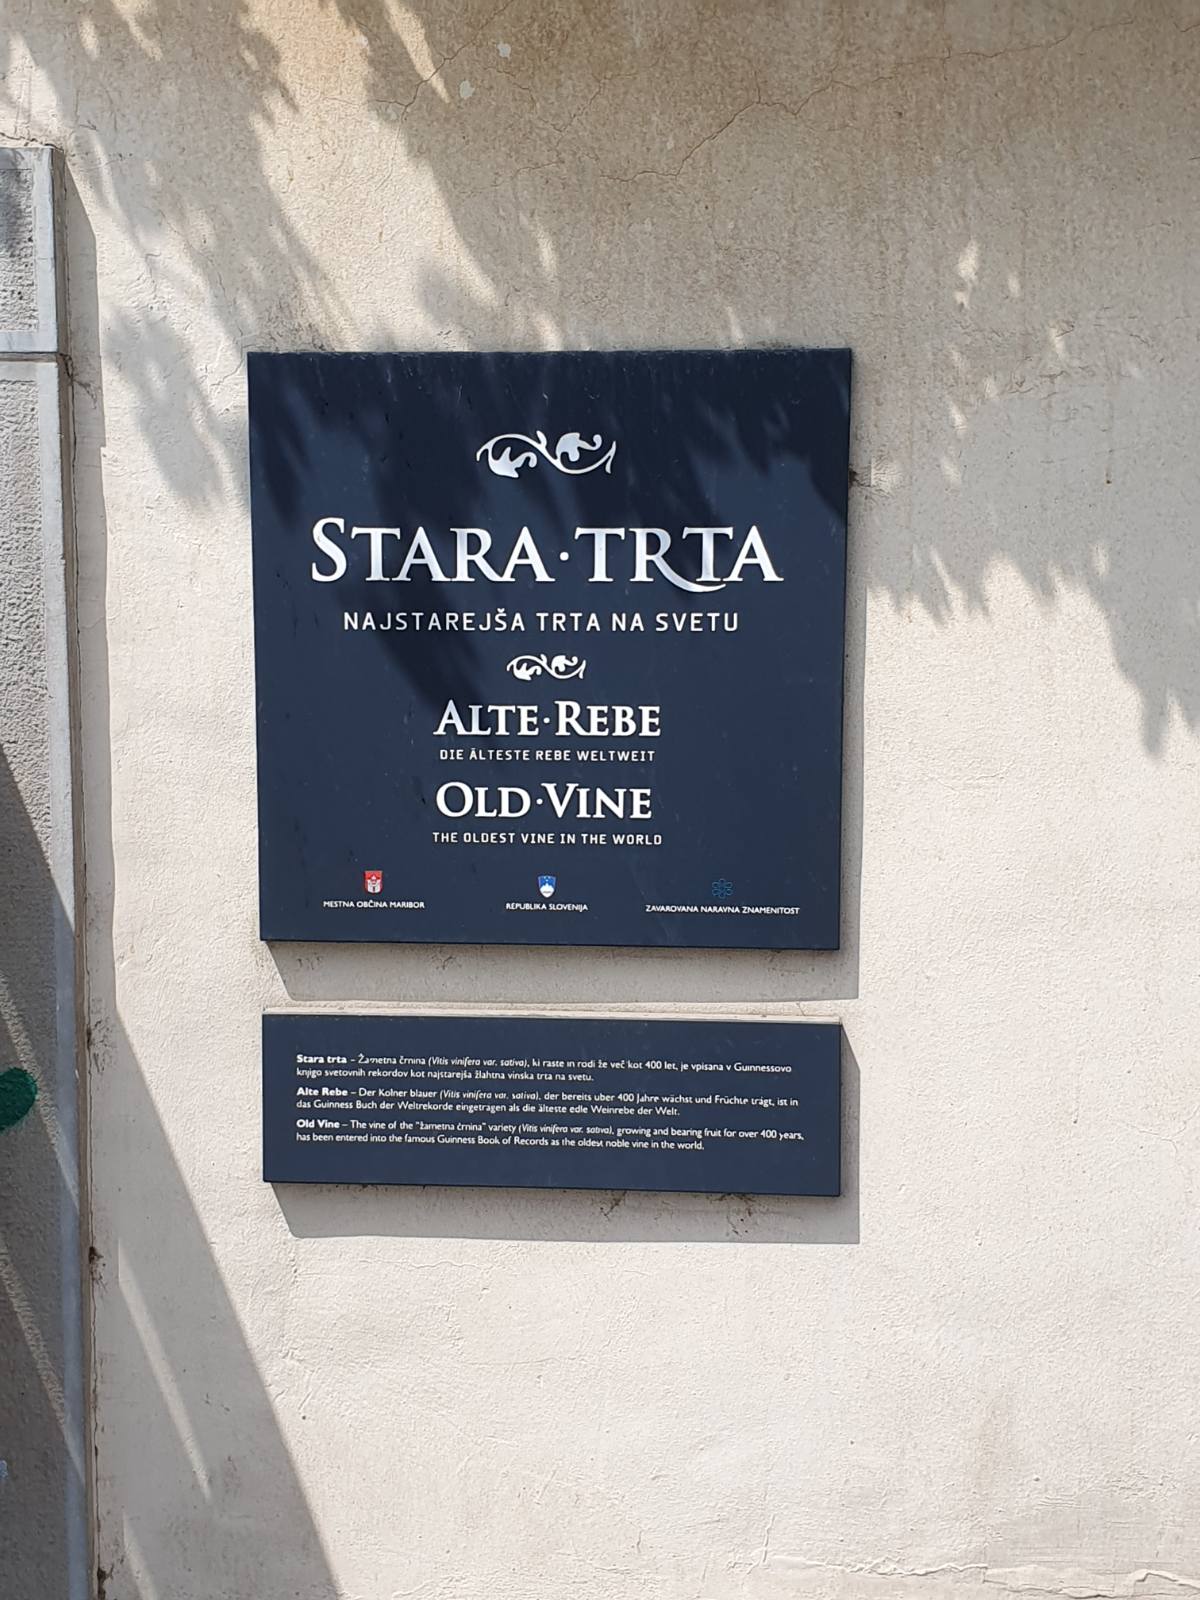 STARA·TRTA
NAJSTAREJŠA TRTA NA SVETU
ALTE·REBE
DIE ÄLTESTE REBE WELTWEIT
OLD·VINE
THE OLDEST VINE IN THE WORLD
MESTNA OBČINA MARIBOR
REPUBLIKA SLOVENIJA
ZAVAROVANA NARAVNA ZNAMENITOST
Stara trta – Žametna črnina (Vitis vinifera var. sativa), ki raste in rodi že več kot 400 let, je vpisana v Guinnessovo
knjigo svetovnih rekordov kot najstarejša žlahtna vinska trta na svetu.
Alte Rebe – Der Kolner blauer (Vitis vinifera var. sativa), der bereits uber 400 Jahre wächst und Früchte trägt, ist in
das Guinness Buch der Weltrekorde eingetragen als die älteste edle Weinrebe der Welt.
Old Vine – The vine of the "žametna črnina" variety (Vitis vinifera var. sativa), growing and bearing fruit for over 400 years,
has been entered into the famous Guinness Book of Records as the oldest noble vine in the world.